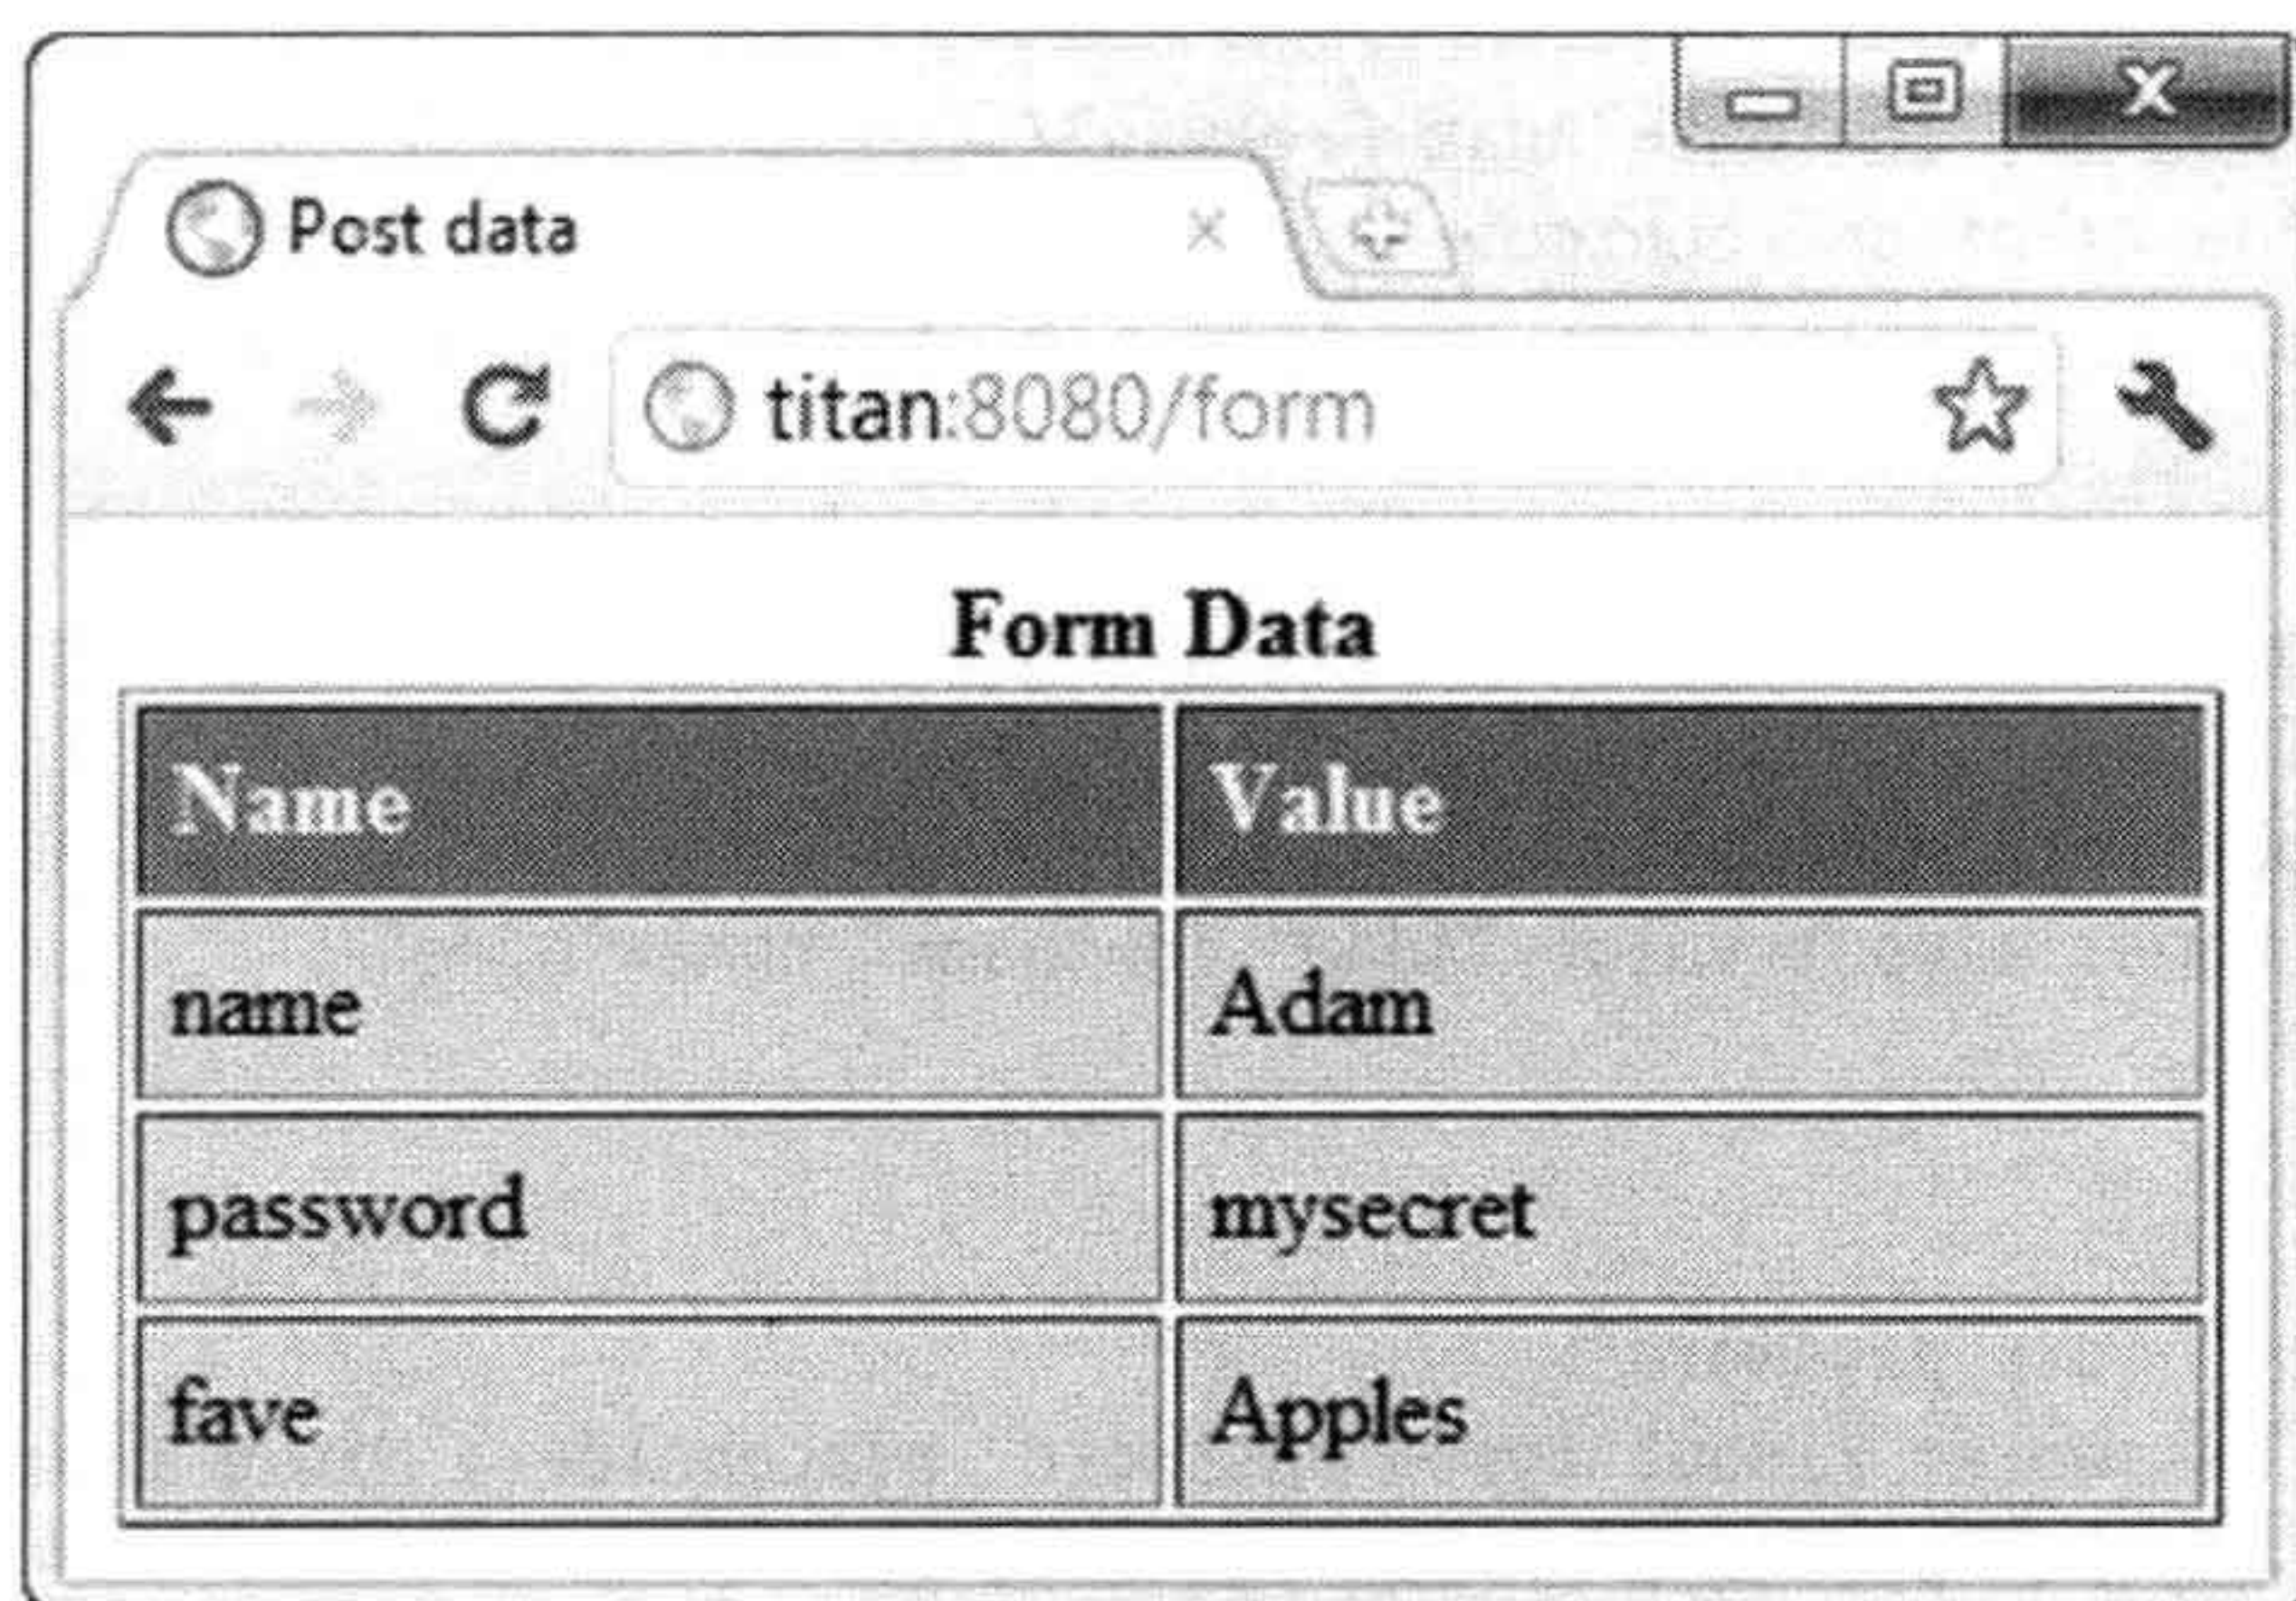 Post data
titan:8080/form
Form Data
Name Value
name Adam
password mysecret
fave Apples